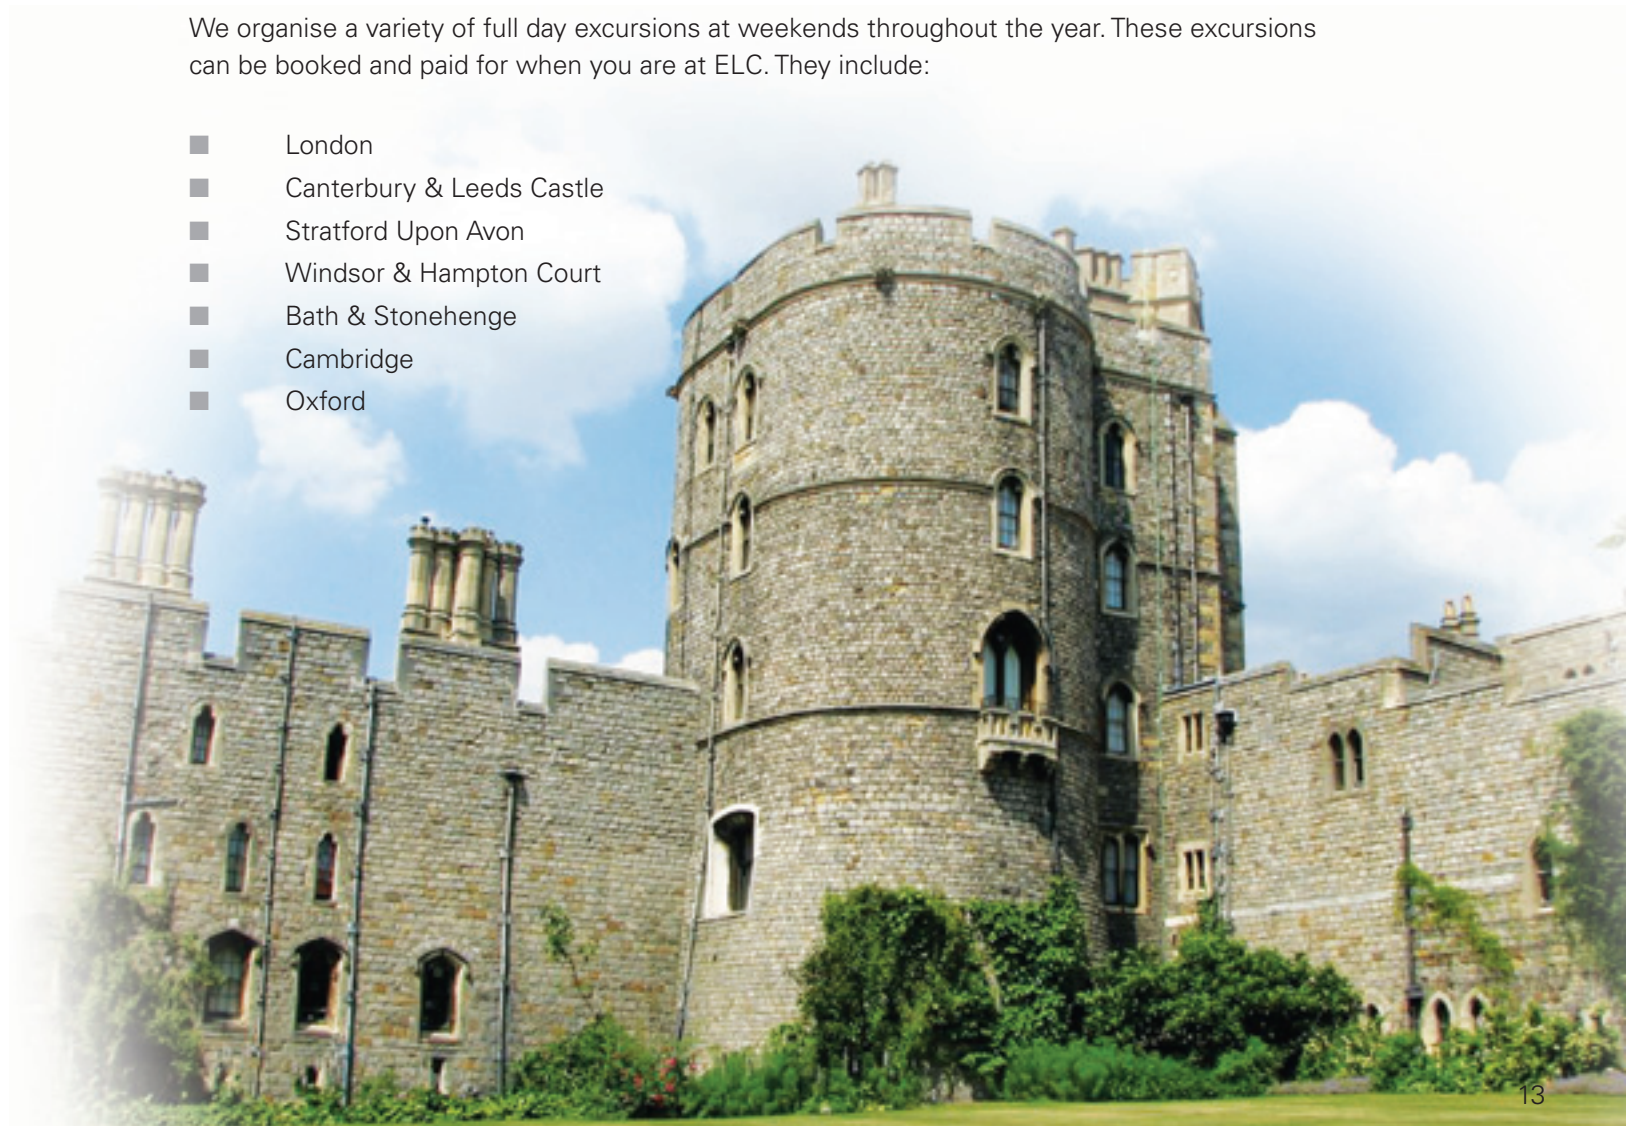 We organise a variety of full day excursions at weekends throughout the year. These excursions
can be booked and paid for when you are at ELC. They include:
London
Canterbury & Leeds Castle
Stratford Upon Avon
Windsor & Hampton Court
Bath & Stonehenge
Cambridge
Oxford
13